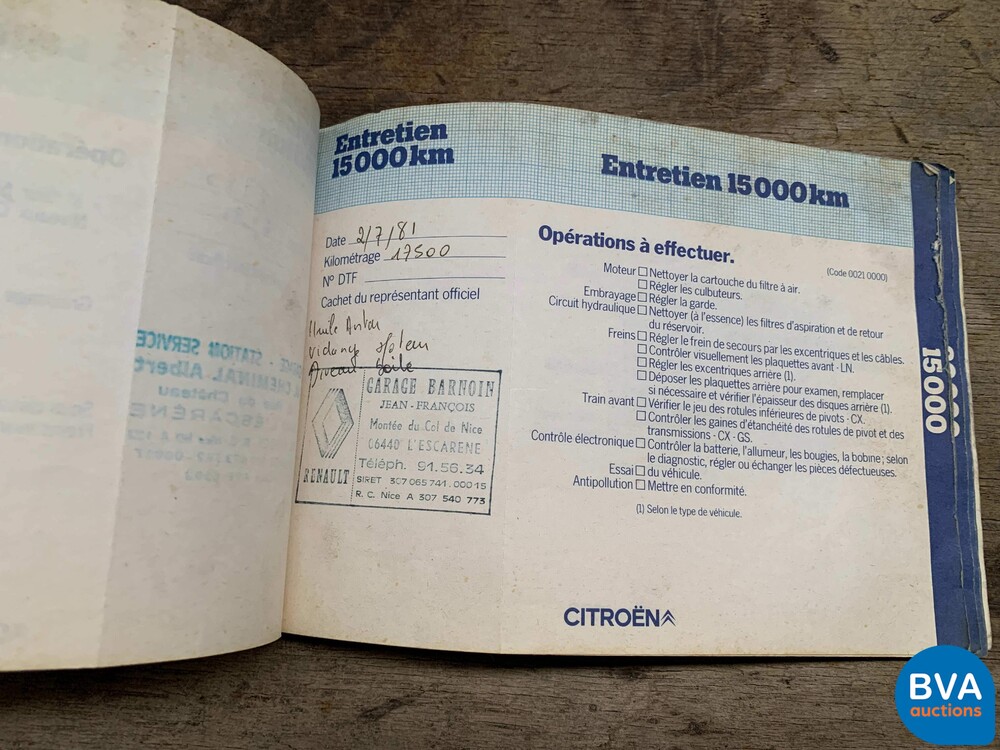 Entretien
15000km
Date 2/7/81
Kilométrage 17500
N° DTF
Cachet du représentant officiel
Huile Antar
Vidange
Niveau boite
GARAGE BARNOIN
JEAN-FRANÇOIS
Montée du Col de Nice
06440 L'ESCARENE
Téléph. 91.56.34
RENAULT
SIRET 307 065 741.00015
R. C. Nice A 307 540 773
Entretien 15000km
Opérations à effectuer.
(Code 0021 0000)
Moteur □ Nettoyer la cartouche du filtre à air.
□ Régler les culbuteurs.
Embrayage □ Régler la garde.
Circuit hydraulique □ Nettoyer (à l'essence) les filtres d'aspiration et de retour
du réservoir.
Freins □ Régler le frein de secours par les excentriques et les câbles.
□ Contrôler visuellement les plaquettes avant - LN.
□ Régler les excentriques arrière (1).
□ Déposer les plaquettes arrière pour examen, remplacer
si nécessaire et vérifier l'épaisseur des disques arrière (1).
Train avant □ Vérifier le jeu des rotules inférieures de pivots - CX.
□ Contrôler les gaines d'étanchéité des rotules de pivot et des
transmissions - CX - GS.
Contrôle électronique □ Contrôler la batterie, l'allumeur, les bougies, la bobine; selon
le diagnostic, régler ou échanger les pièces défectueuses.
Essai □ du véhicule.
Antipollution □ Mettre en conformité.
(1) Selon le type de véhicule.
CITROËN
15000
BVA
auctions